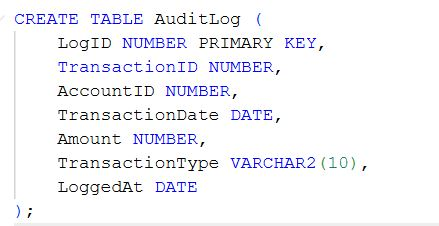 CREATE TABLE AuditLog (
    LogID NUMBER PRIMARY KEY,
    TransactionID NUMBER,
    AccountID NUMBER,
    TransactionDate DATE,
    Amount NUMBER,
    TransactionType VARCHAR2(10),
    LoggedAt DATE
);